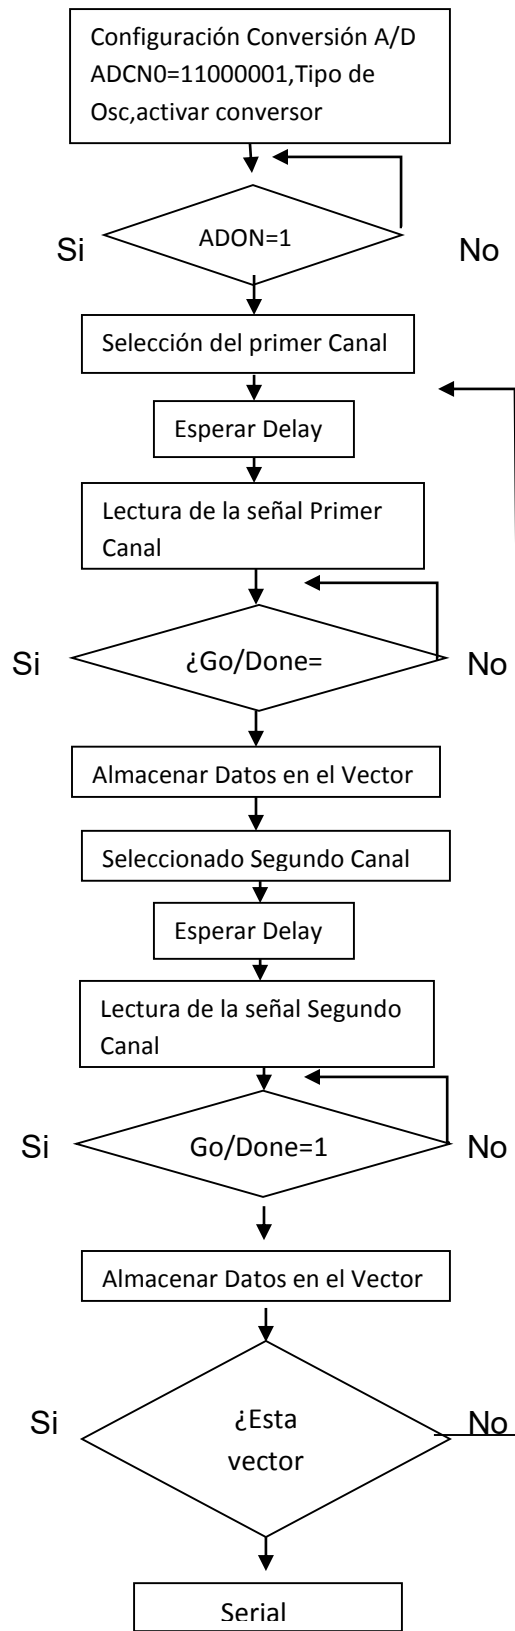 Configuración Conversión A/D
ADCN0=11000001,Tipo de
Osc,activar conversor
Si
ADON=1
No
Selección del primer Canal
Esperar Delay
Lectura de la señal Primer
Canal
Si
¿Go/Done=
No
Almacenar Datos en el Vector
Seleccionado Segundo Canal
Esperar Delay
Lectura de la señal Segundo
Canal
Si
Go/Done=1
No
Almacenar Datos en el Vector
Si
¿Esta
vector
No
Serial